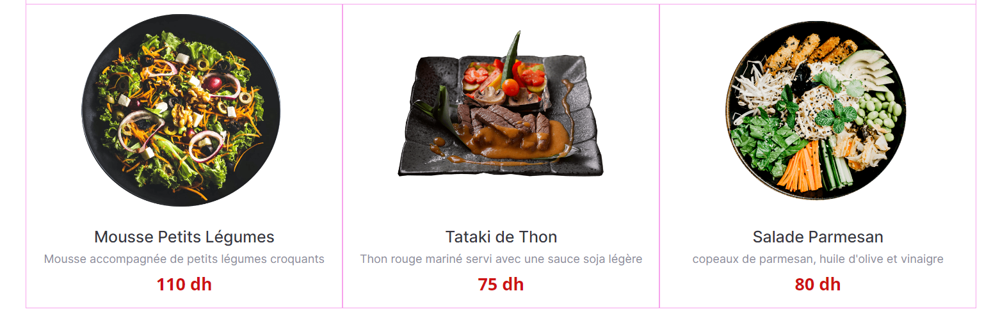 Mousse Petits Légumes
Mousse accompagnée de petits légumes croquants
110 dh
Tataki de Thon
Thon rouge mariné servi avec une sauce soja légère
75 dh
Salade Parmesan
copeaux de parmesan, huile d'olive et vinaigre
80 dh